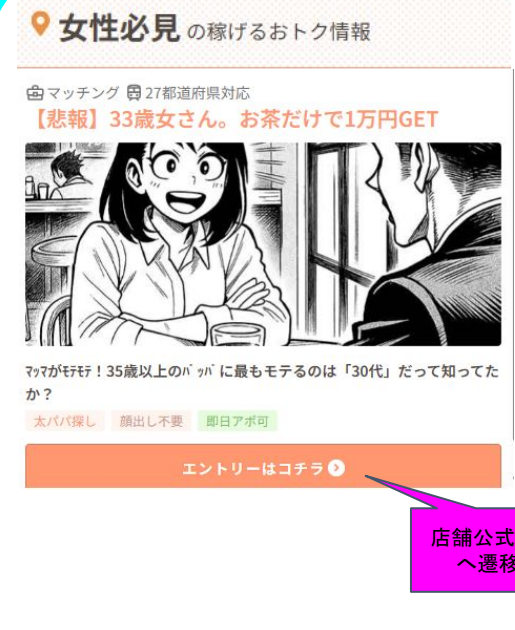 女性必見 の稼げるおトク情報
マッチング 27都道府県対応
【悲報】33歳女さん。お茶だけで1万円GET
ﾏｯﾏがﾓﾃﾓﾃ！35歳以上のﾊﾟｯﾊﾟに最もモテるのは「30代」だって知ってた
か？
太パパ探し 顔出し不要 即日アポ可
エントリーはコチラ
店舗公式
へ遷移